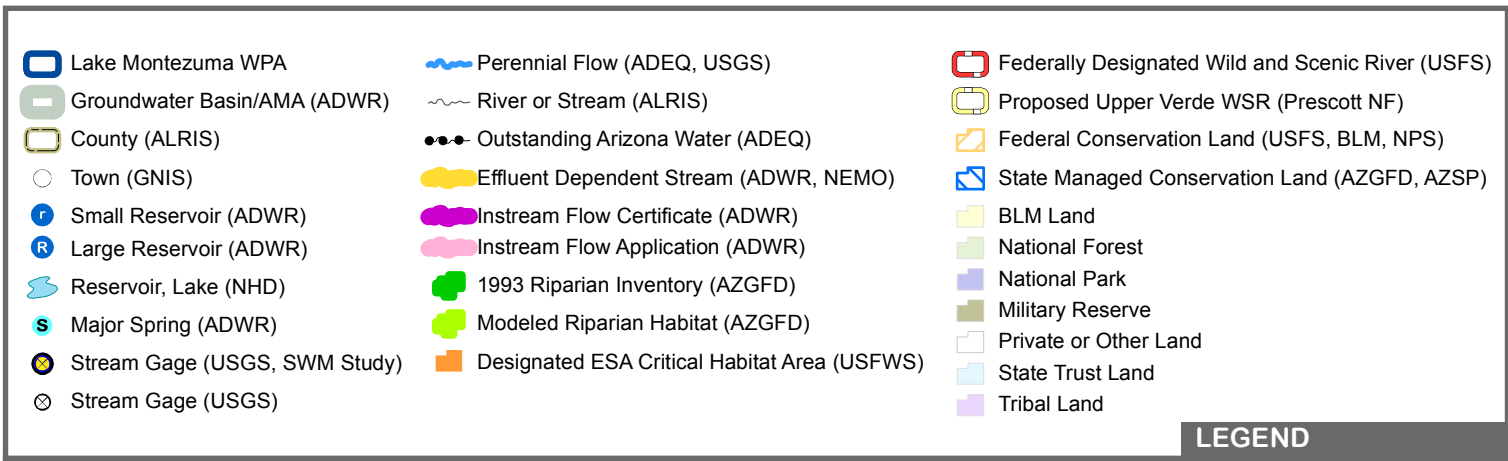 Lake Montezuma WPA
Groundwater Basin/AMA (ADWR)
County (ALRIS)
Town (GNIS)
r Small Reservoir (ADWR)
R Large Reservoir (ADWR)
Reservoir, Lake (NHD)
S Major Spring (ADWR)
Stream Gage (USGS, SWM Study)
Stream Gage (USGS)
Perennial Flow (ADEQ, USGS)
River or Stream (ALRIS)
Outstanding Arizona Water (ADEQ)
Effluent Dependent Stream (ADWR, NEMO)
Instream Flow Certificate (ADWR)
Instream Flow Application (ADWR)
1993 Riparian Inventory (AZGFD)
Modeled Riparian Habitat (AZGFD)
Designated ESA Critical Habitat Area (USFWS)
Federally Designated Wild and Scenic River (USFS)
Proposed Upper Verde WSR (Prescott NF)
Federal Conservation Land (USFS, BLM, NPS)
State Managed Conservation Land (AZGFD, AZSP)
BLM Land
National Forest
National Park
Military Reserve
Private or Other Land
State Trust Land
Tribal Land
LEGEND